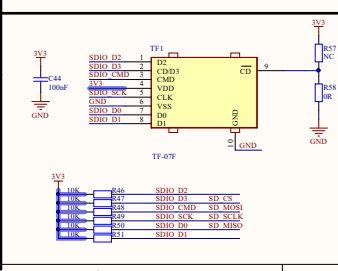 3V3
C44
100nF
GND
TF1
SDIO_D2 1 D2
SDIO_D3 2 CD/D3
SDIO_CMD 3 CMD
3V3 4 VDD
SDIO_SCK 5 CLK
GND 6 VSS
SDIO_D0 7 D0
SDIO_D1 8 D1
CD 9
GND
10 GND
TF-07F
3V3
R57
NC
R58
0R
GND
3V3
10K R46 SDIO_D2
10K R47 SDIO_D3 SD_CS
10K R48 SDIO_CMD SD_MOSI
10K R49 SDIO_SCK SD_SCLK
10K R50 SDIO_D0 SD_MISO
10K R51 SDIO_D1